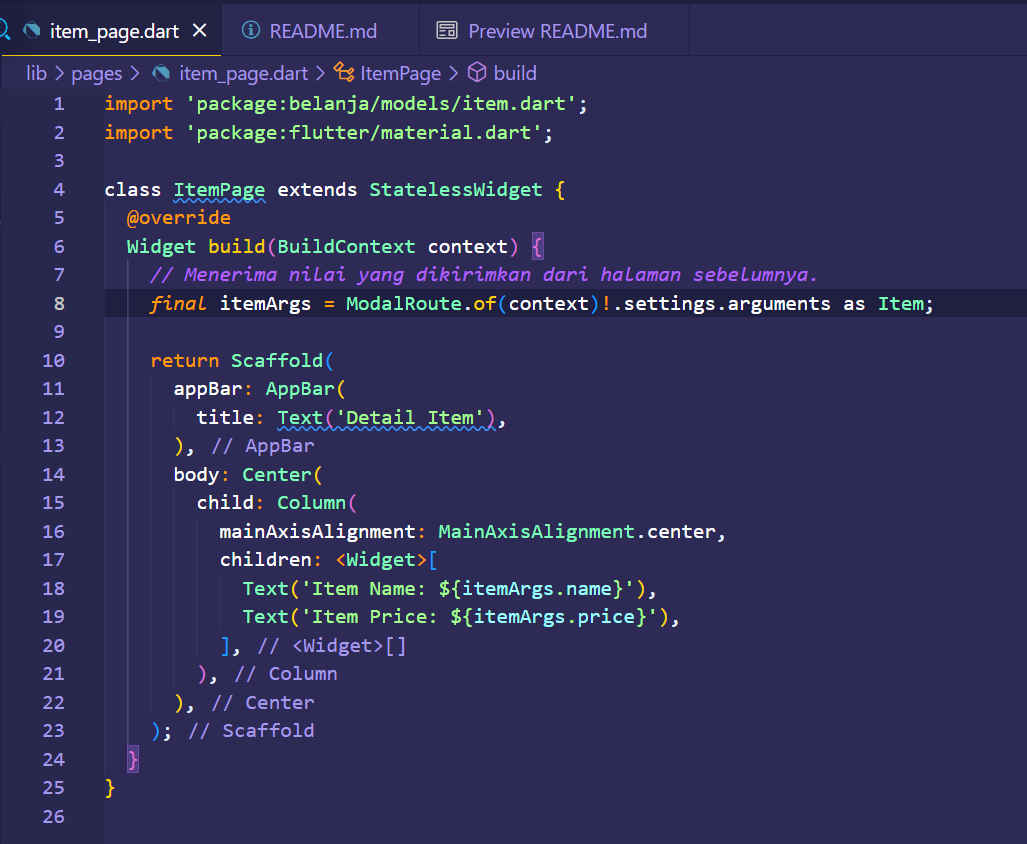 item_page.dart × README.md Preview README.md
lib > pages > item_page.dart > ItemPage > build
1 import 'package:belanja/models/item.dart';
2 import 'package:flutter/material.dart';
3
4 class ItemPage extends StatelessWidget {
5 @override
6 Widget build(BuildContext context) {
7 // Menerima nilai yang dikirimkan dari halaman sebelumnya.
8 final itemArgs = ModalRoute.of(context)!.settings.arguments as Item;
9
10 return Scaffold(
11 appBar: AppBar(
12 title: Text('Detail Item'),
13 ), // AppBar
14 body: Center(
15 child: Column(
16 mainAxisAlignment: MainAxisAlignment.center,
17 children: <Widget>[
18 Text('Item Name: ${itemArgs.name}'),
19 Text('Item Price: ${itemArgs.price}'),
20 ], // <Widget>[]
21 ), // Column
22 ), // Center
23 ); // Scaffold
24 }
25 }
26